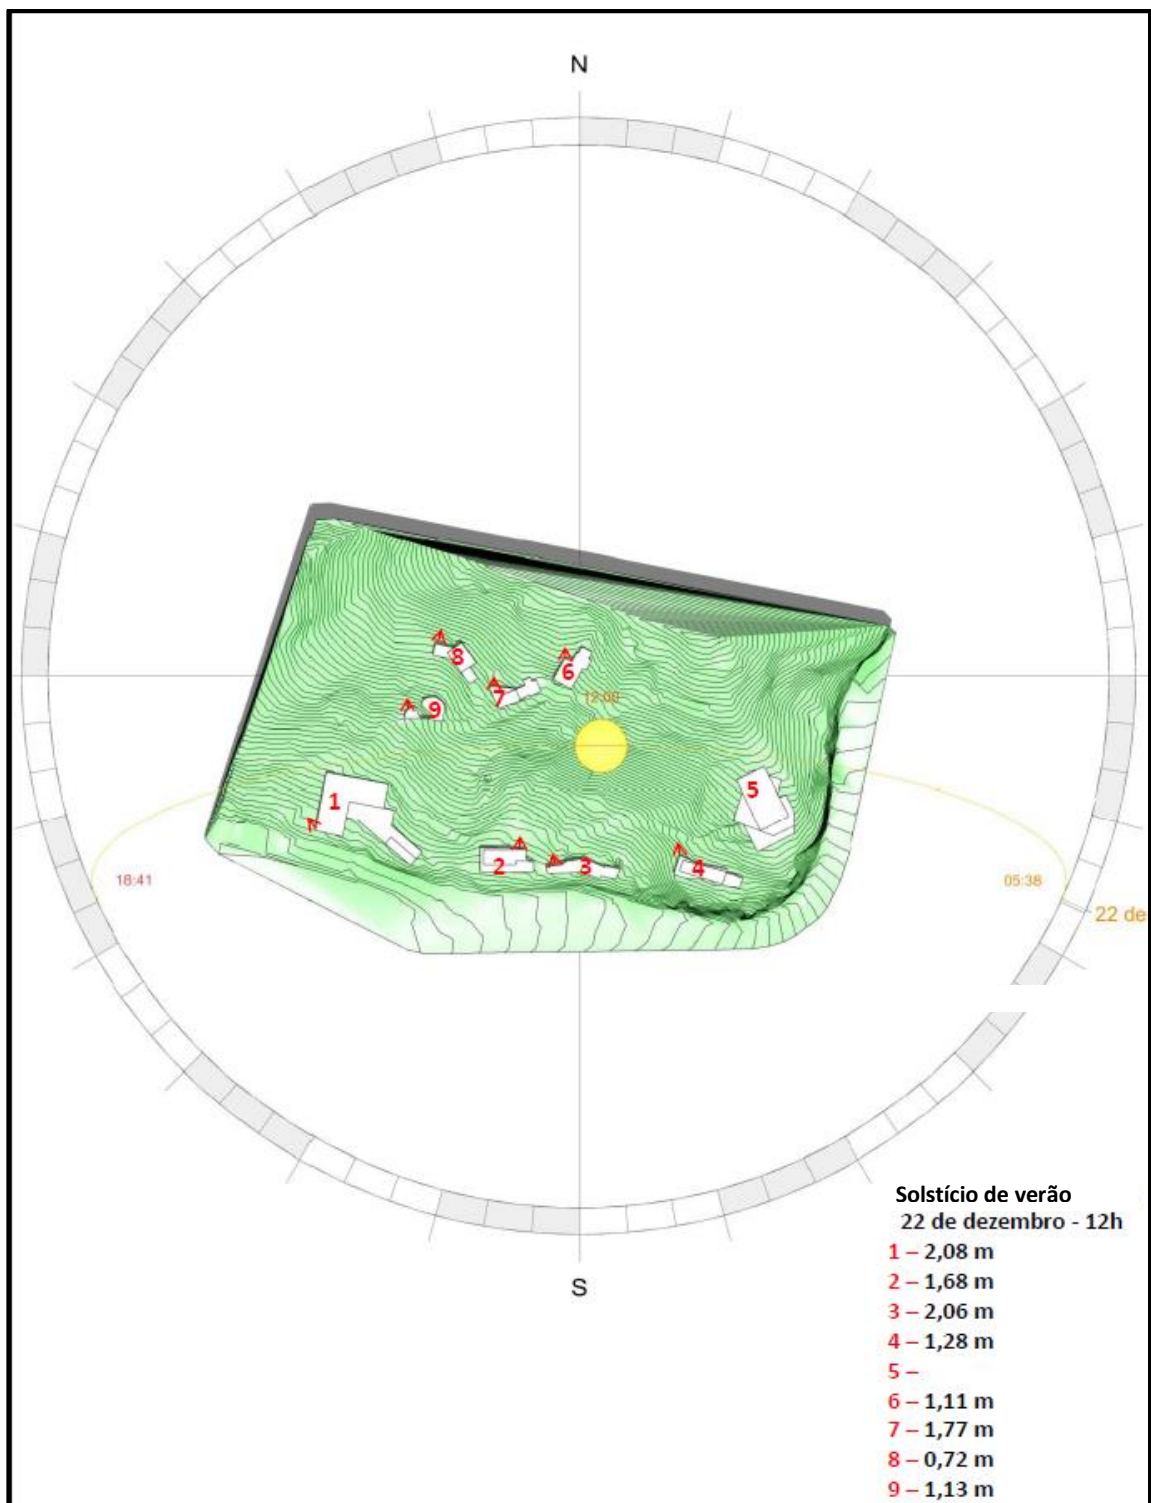 N
8
6
7
12:00
9
5
1
2
3
4
18:41
05:38
22 de
S
Solstício de verão
22 de dezembro - 12h
1 – 2,08 m
2 – 1,68 m
3 – 2,06 m
4 – 1,28 m
5 –
6 – 1,11 m
7 – 1,77 m
8 – 0,72 m
9 – 1,13 m